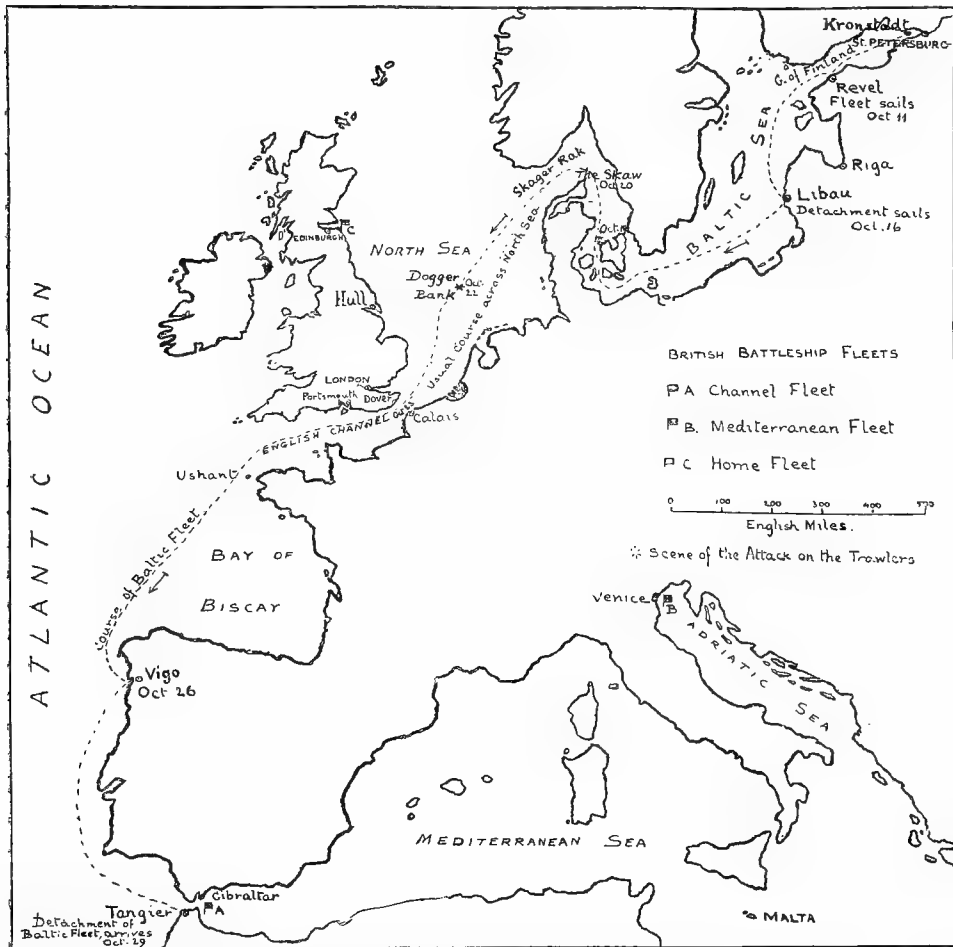 Kronstadt
St. PETERSBURG
G. of FINLAND
Revel
Fleet sails
Oct 11
BALTIC SEA
Riga
Libau
Detachment sails
Oct. 16
Skager Rak
The Skaw
Oct 20
Oct.
NORTH SEA
EDINBURGH
C
Dogger
Bank
Oct.
22
Usual Course across North Sea
Hull
LONDON
Portsmouth
Dover
Calais
ENGLISH CHANNEL
Ushant
ATLANTIC OCEAN
Course of Baltic Fleet
BAY OF
BISCAY
Vigo
Oct 26
BRITISH BATTLESHIP FLEETS
A Channel Fleet
B. Mediterranean Fleet
C Home Fleet
0 100 200 300 400 500
English Miles.
Scene of the Attack on the Trawlers
Venice
B
ADRIATIC SEA
MEDITERRANEAN SEA
Gibraltar
A
Tangier
Detachment of
Baltic Fleet, arrives
Oct. 29
MALTA